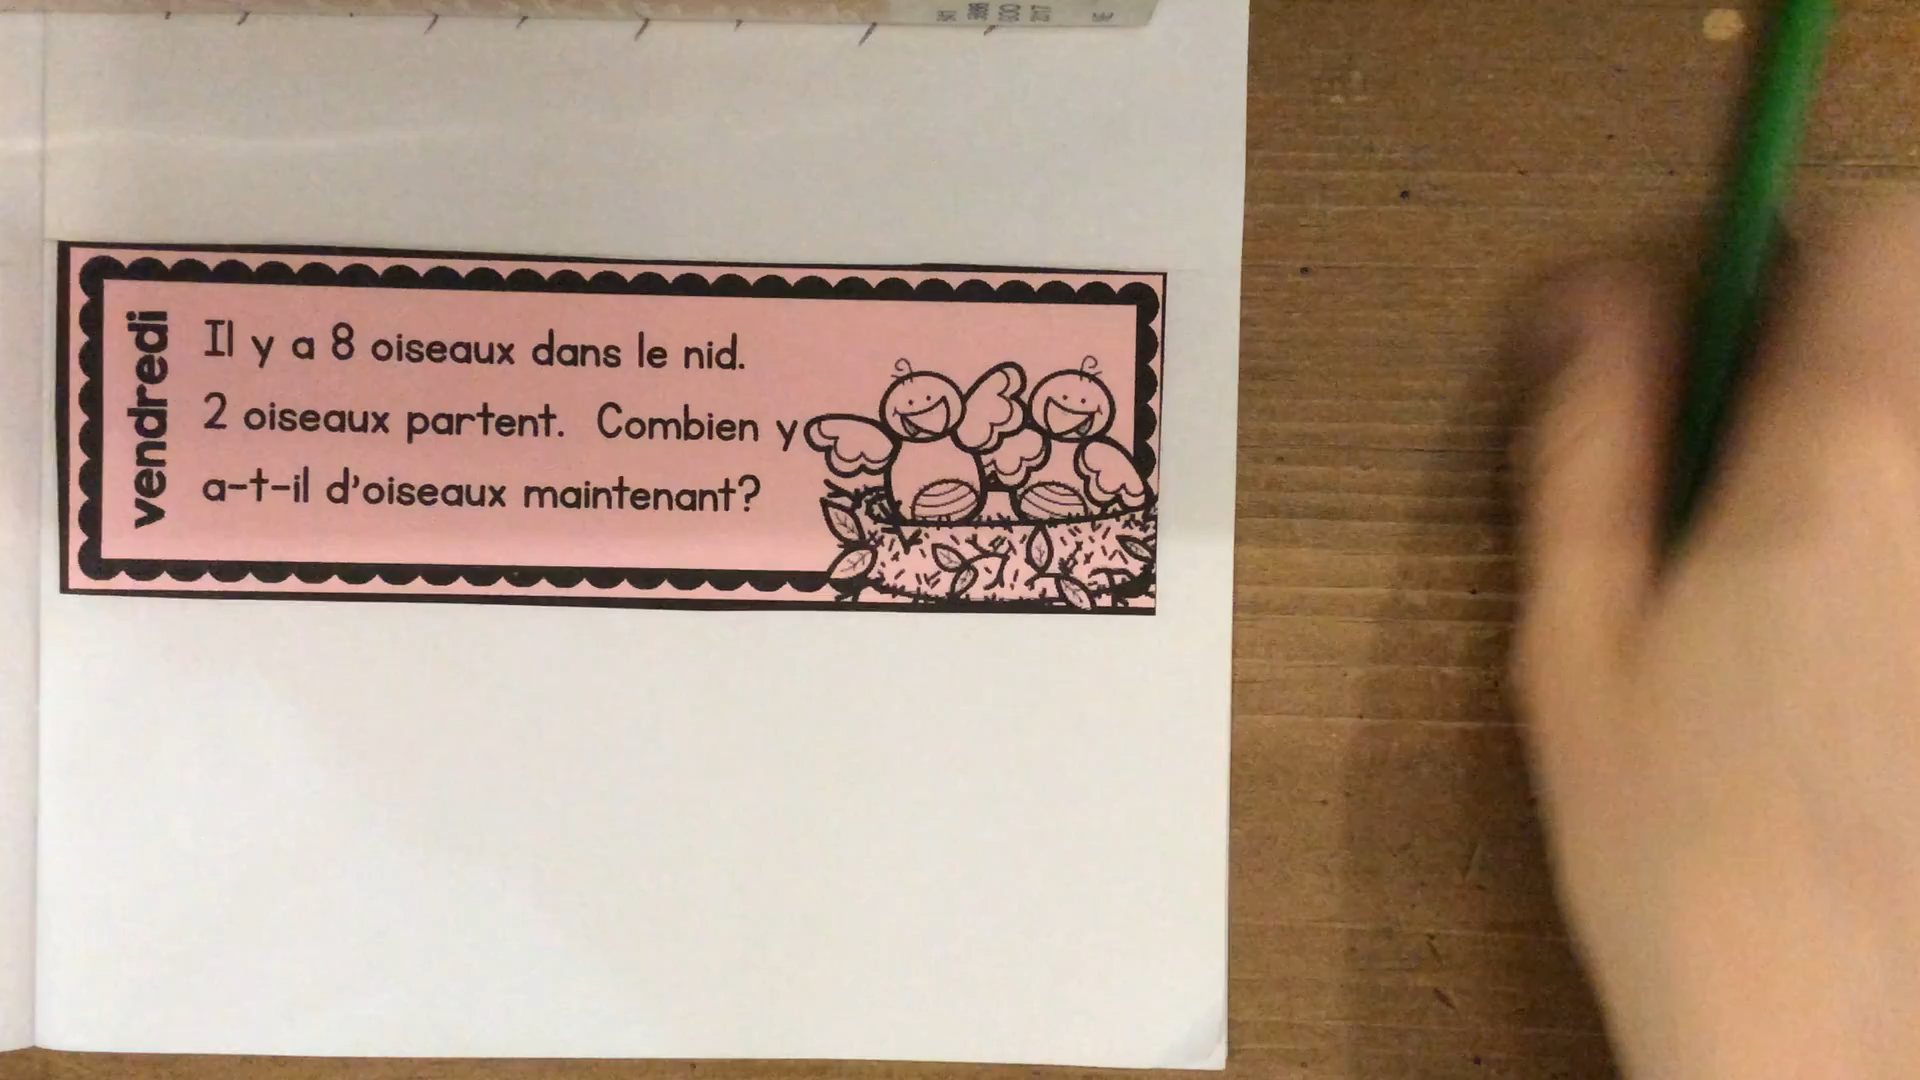 vendredi
Il y a 8 oiseaux dans le nid.
2 oiseaux partent. Combien y
a-t-il d'oiseaux maintenant?